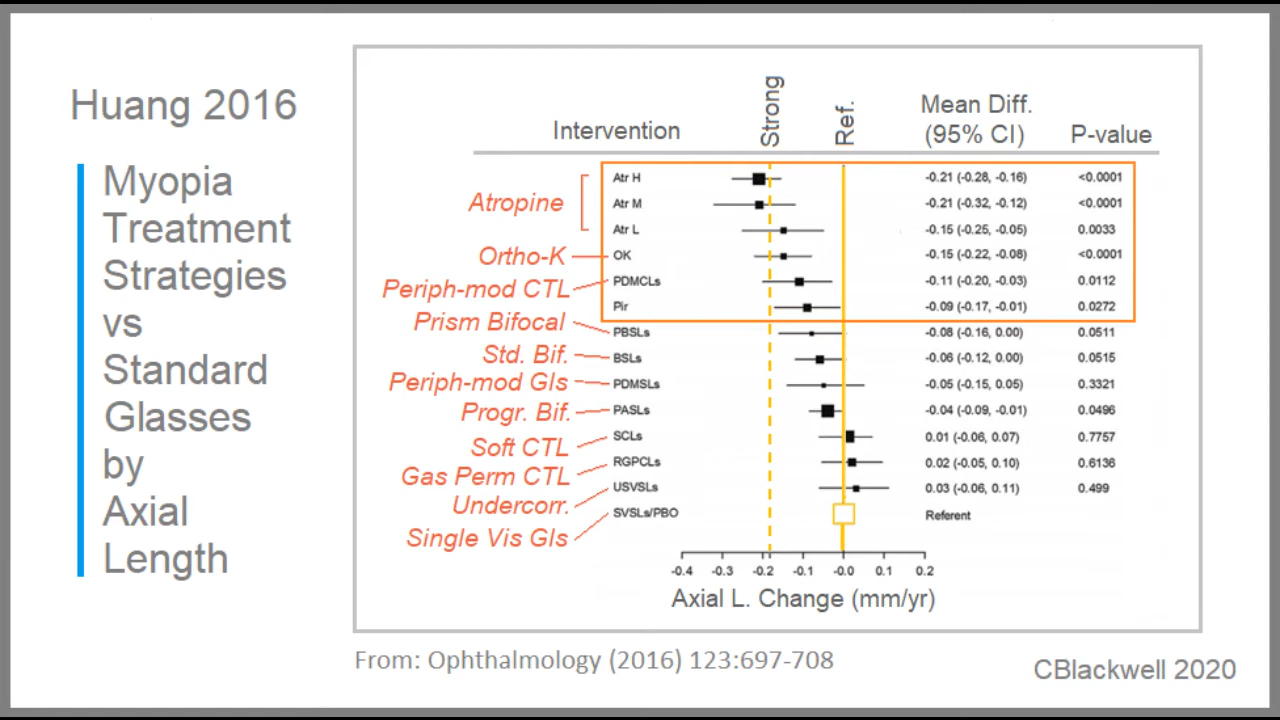 Huang 2016
Myopia
Treatment
Strategies
vs
Standard
Glasses
by
Axial
Length
Intervention
Strong
Ref.
Mean Diff.
(95% CI)
P-value
Atropine
Atr H -0.21 (-0.28, -0.16) <0.0001
Atr M -0.21 (-0.32, -0.12) <0.0001
Atr L -0.15 (-0.25, -0.05) 0.0033
Ortho-K OK -0.15 (-0.22, -0.08) <0.0001
Periph-mod CTL PDMCLs -0.11 (-0.20, -0.03) 0.0112
Pir -0.09 (-0.17, -0.01) 0.0272
Prism Bifocal PBSLs -0.08 (-0.16, 0.00) 0.0511
Std. Bif. BSLs -0.06 (-0.12, 0.00) 0.0515
Periph-mod Gls PDMSLs -0.05 (-0.15, 0.05) 0.3321
Progr. Bif. PASLs -0.04 (-0.09, -0.01) 0.0496
Soft CTL SCLs 0.01 (-0.06, 0.07) 0.7757
Gas Perm CTL RGPCLs 0.02 (-0.05, 0.10) 0.6136
Undercorr. USVSLs 0.03 (-0.06, 0.11) 0.499
Single Vis Gls SVSLs/PBO Referent
-0.4 -0.3 -0.2 -0.1 -0.0 0.1 0.2
Axial L. Change (mm/yr)
From: Ophthalmology (2016) 123:697-708
CBlackwell 2020